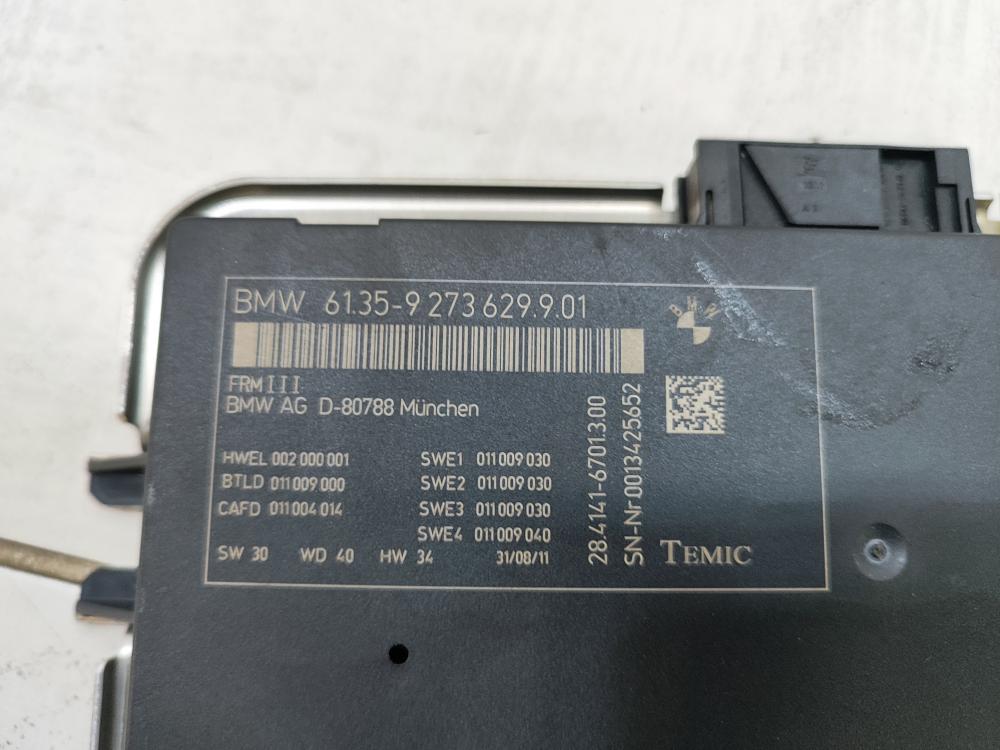 BMW 61.35-9 273 629.9.01
BMW
FRM III
BMW AG D-80788 München
HWEL 002 000 001
BTLD 011 009 000
CAFD 011 004 014
SWE1 011 009 030
SWE2 011 009 030
SWE3 011 009 030
SWE4 011 009 040
SW 30 WD 40 HW 34 31/08/11
28.4141-6701.3.00
SN-Nr 0013425652
TEMIC